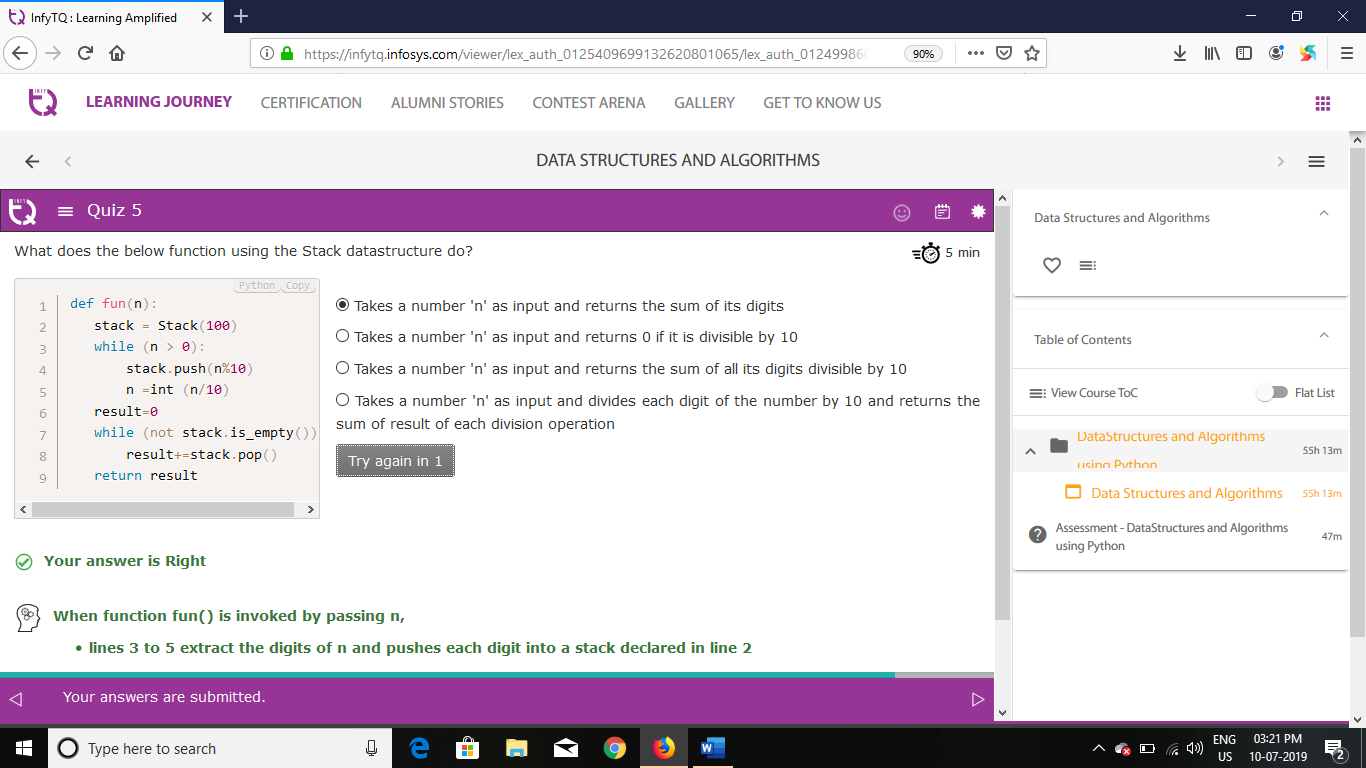 InfyTQ : Learning Amplified
https://infytq.infosys.com/viewer/lex_auth_0125409699132620801065/lex_auth_01249986
90%
INFY TQ
LEARNING JOURNEY CERTIFICATION ALUMNI STORIES CONTEST ARENA GALLERY GET TO KNOW US
DATA STRUCTURES AND ALGORITHMS
INFY TQ
Quiz 5
What does the below function using the Stack datastructure do?
5 min
Python Copy
1 def fun(n):
2 stack = Stack(100)
3 while (n > 0):
4 stack.push(n%10)
5 n =int (n/10)
6 result=0
7 while (not stack.is_empty())
8 result+=stack.pop()
9 return result
Takes a number 'n' as input and returns the sum of its digits
Takes a number 'n' as input and returns 0 if it is divisible by 10
Takes a number 'n' as input and returns the sum of all its digits divisible by 10
Takes a number 'n' as input and divides each digit of the number by 10 and returns the
sum of result of each division operation
Try again in 1
Your answer is Right
When function fun() is invoked by passing n,
• lines 3 to 5 extract the digits of n and pushes each digit into a stack declared in line 2
Your answers are submitted.
Data Structures and Algorithms
Table of Contents
View Course ToC Flat List
DataStructures and Algorithms
using Python
55h 13m
Data Structures and Algorithms 55h 13m
Assessment - DataStructures and Algorithms
using Python
47m
Type here to search
ENG
US
03:21 PM
10-07-2019
2